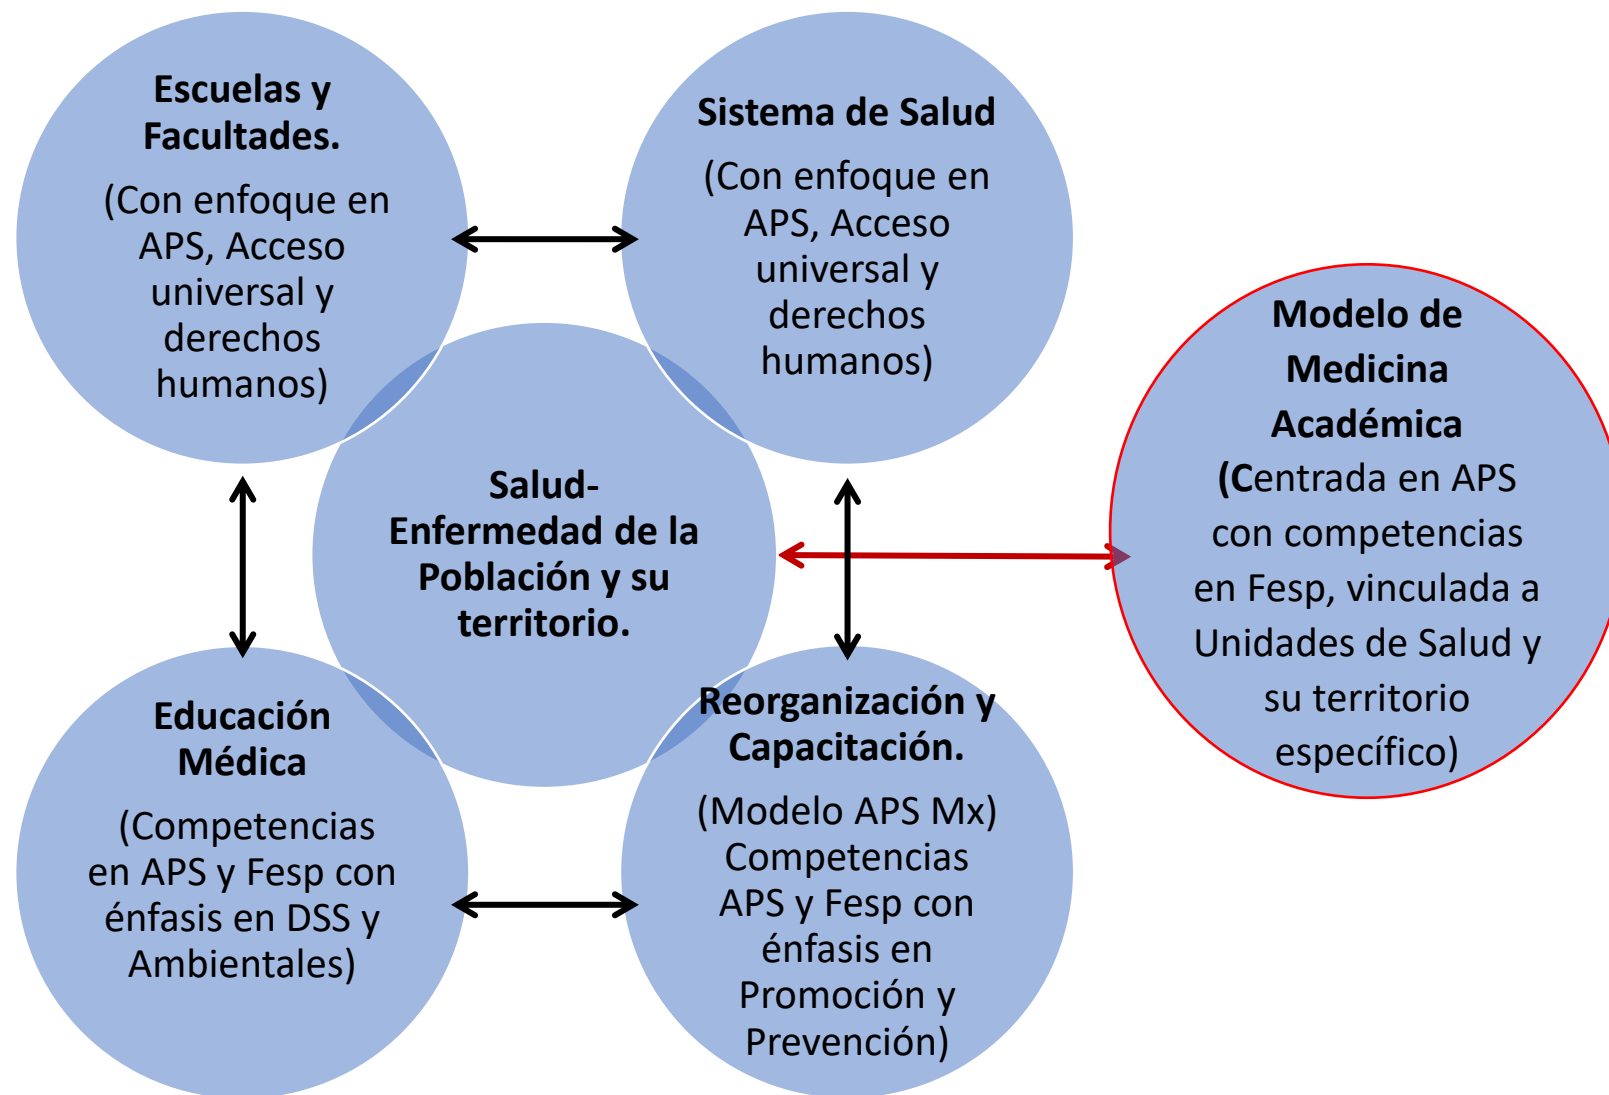 Escuelas y
Facultades.
(Con enfoque en
APS, Acceso
universal y
derechos
humanos)
Sistema de Salud
(Con enfoque en
APS, Acceso
universal y
derechos
humanos)
Salud-
Enfermedad de la
Población y su
territorio.
Modelo de
Medicina
Académica
(Centrada en APS
con competencias
en Fesp, vinculada a
Unidades de Salud y
su territorio
específico)
Educación
Médica
(Competencias
en APS y Fesp con
énfasis en DSS y
Ambientales)
Reorganización y
Capacitación.
(Modelo APS Mx)
Competencias
APS y Fesp con
énfasis en
Promoción y
Prevención)